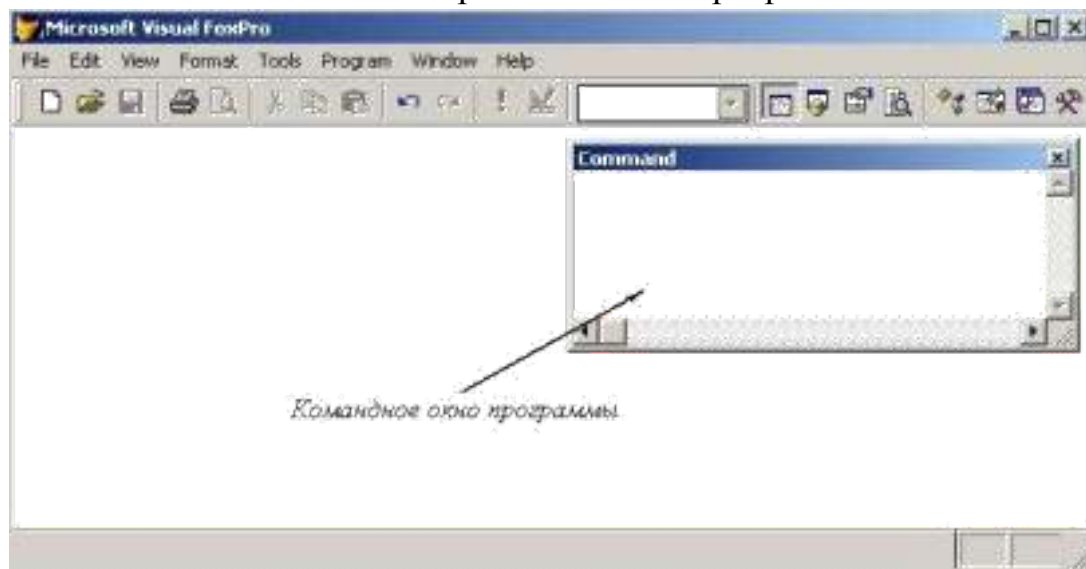 Microsoft Visual FoxPro
File Edit View Format Tools Program Window Help
Command
Командное окно программы